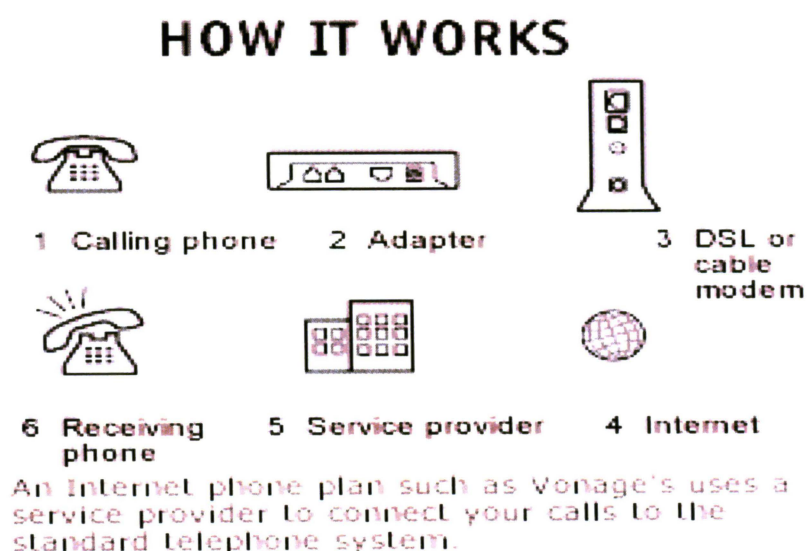 HOW IT WORKS
1 Calling phone
2 Adapter
3 DSL or
cable
modem
6 Receiving
phone
5 Service provider
4 Internet
An Internet phone plan such as Vonage's uses a
service provider to connect your calls to the
standard telephone system.